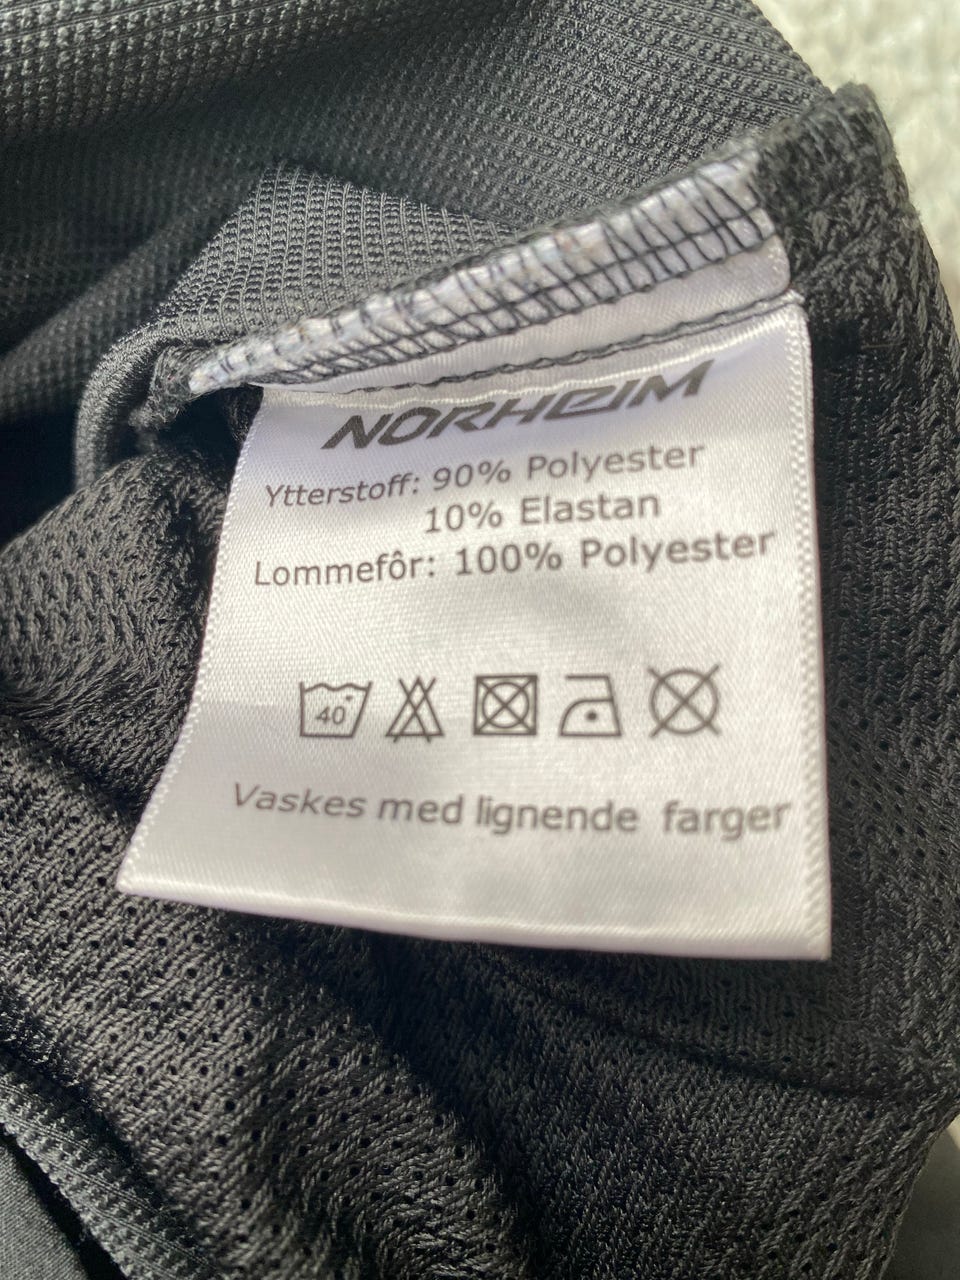 NORHEIM
Ytterstoff: 90% Polyester
10% Elastan
Lommefôr: 100% Polyester
40°
Vaskes med lignende farger